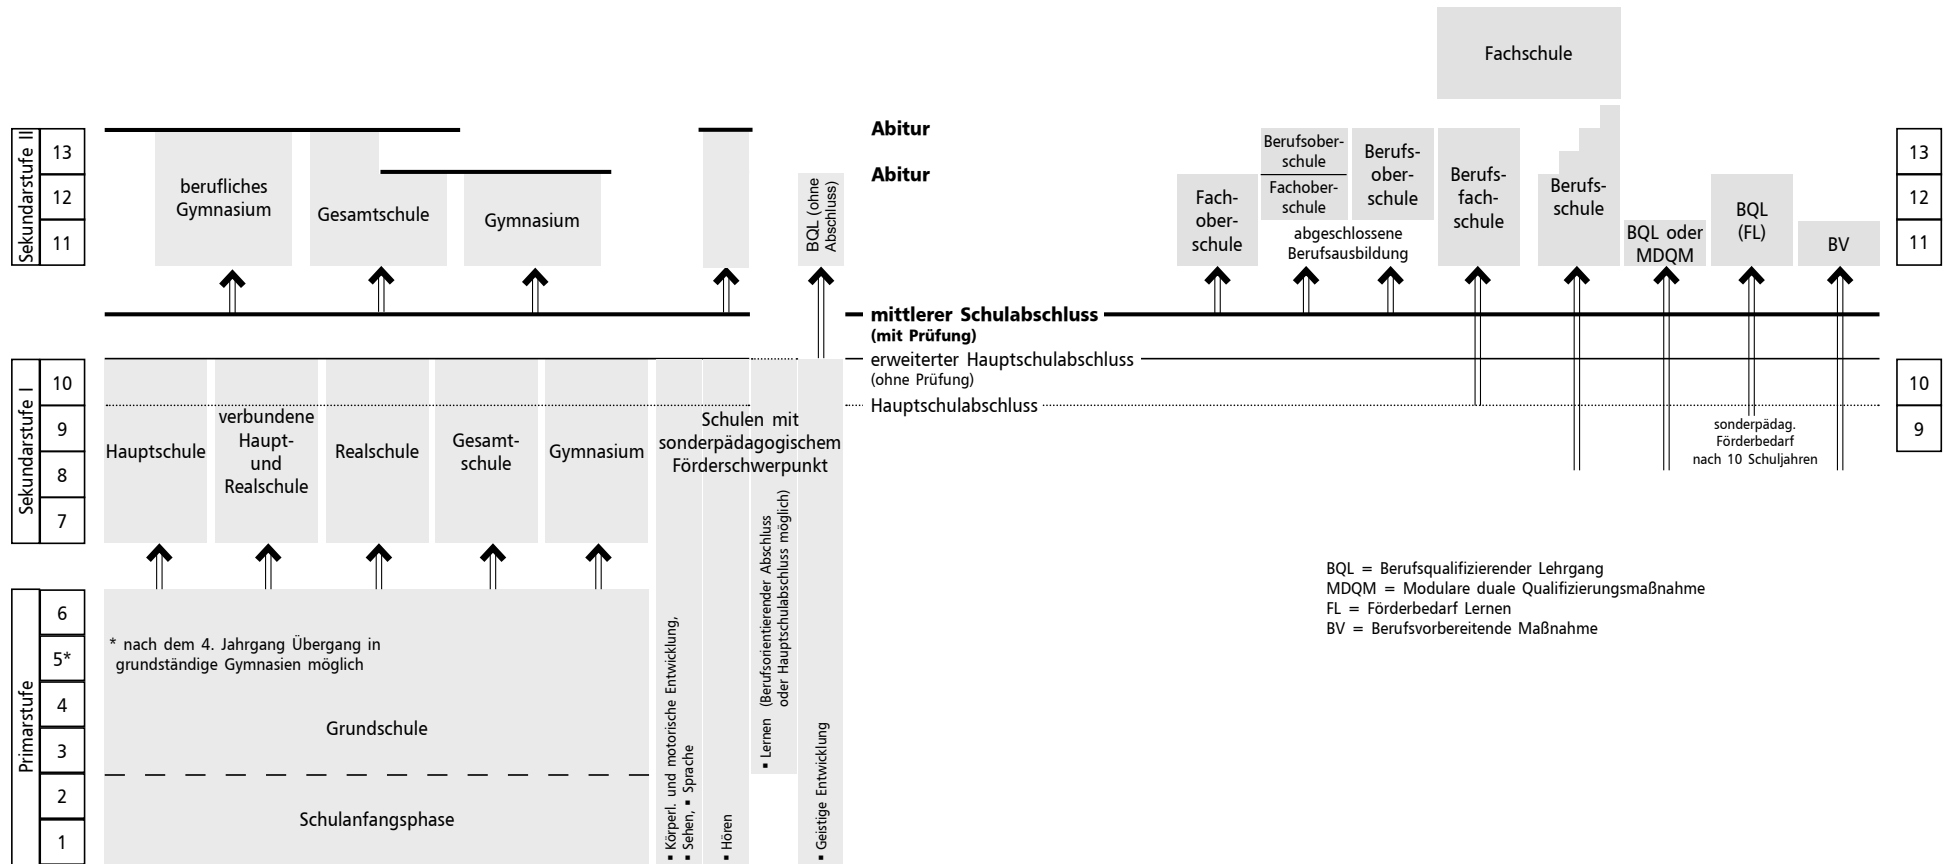 Fachschule
Sekundarstufe II
13
12
11
berufliches
Gymnasium
Gesamtschule
Gymnasium
BQL (ohne
Abschluss)
Abitur
Abitur
Fach-
ober-
schule
Berufsober-
schule
Fachober-
schule
Berufs-
ober-
schule
abgeschlossene
Berufsausbildung
Berufs-
fach-
schule
Berufs-
schule
BQL oder
MDQM
BQL
(FL)
BV
13
12
11
mittlerer Schulabschluss
(mit Prüfung)
erweiterter Hauptschulabschluss
(ohne Prüfung)
Hauptschulabschluss
Sekundarstufe I
10
9
8
7
Hauptschule
verbundene
Haupt-
und
Realschule
Realschule
Gesamt-
schule
Gymnasium
Schulen mit
sonderpädagogischem
Förderschwerpunkt
10
9
sonderpädag.
Förderbedarf
nach 10 Schuljahren
Primarstufe
6
5*
4
3
2
1
* nach dem 4. Jahrgang Übergang in
grundständige Gymnasien möglich
Grundschule
Schulanfangsphase
▪ Körperl. und motorische Entwicklung,
▪ Sehen, ▪ Sprache
▪ Hören
▪ Lernen (Berufsorientierender Abschluss
oder Hauptschulabschluss möglich)
▪ Geistige Entwicklung
BQL = Berufsqualifizierender Lehrgang
MDQM = Modulare duale Qualifizierungsmaßnahme
FL = Förderbedarf Lernen
BV = Berufsvorbereitende Maßnahme